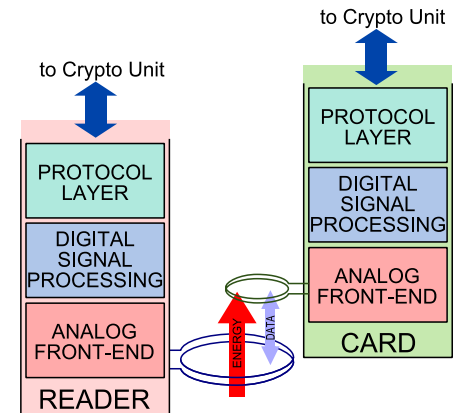 to Crypto Unit
PROTOCOL
LAYER
DIGITAL
SIGNAL
PROCESSING
ANALOG
FRONT-END
READER
ENERGY
DATA
to Crypto Unit
PROTOCOL
LAYER
DIGITAL
SIGNAL
PROCESSING
ANALOG
FRONT-END
CARD